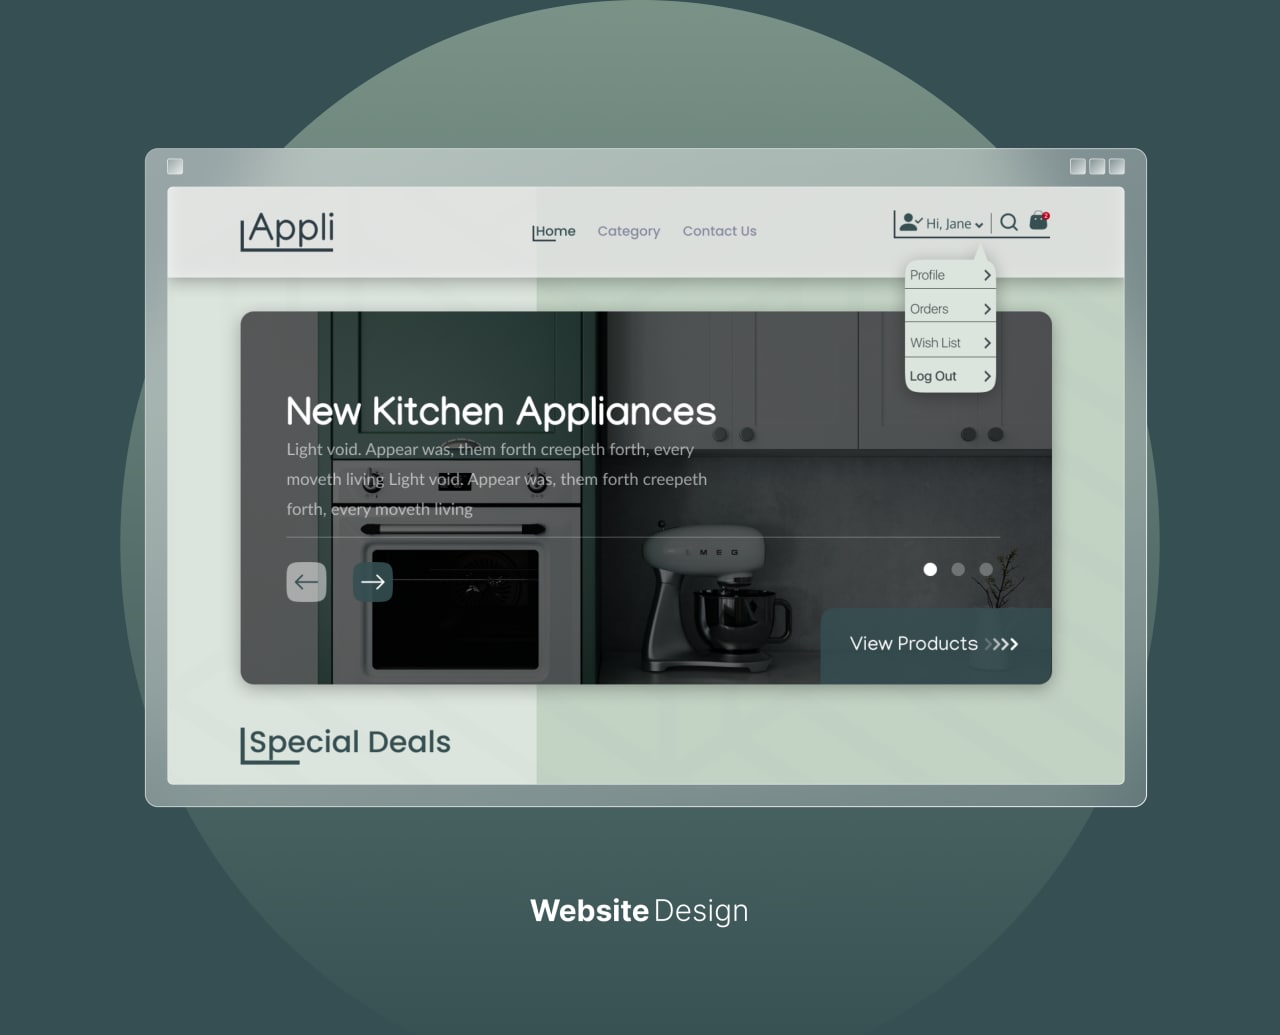 Appli
Home Category Contact Us
Hi, Jane
2
Profile
Orders
Wish List
Log Out
New Kitchen Appliances
Light void. Appear was, them forth creepeth forth, every
moveth living Light void. Appear was, them forth creepeth
forth, every moveth living
MEG
View Products
Special Deals
Website Design